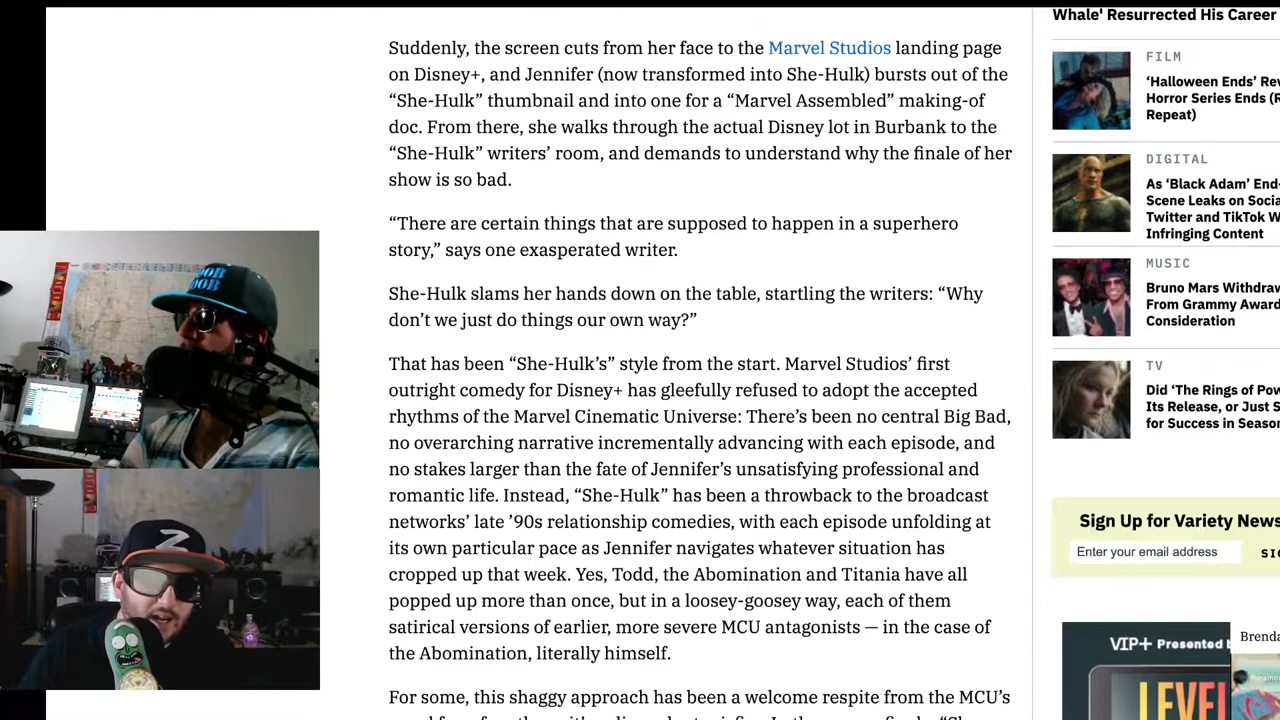 Suddenly, the screen cuts from her face to the Marvel Studios landing page
on Disney+, and Jennifer (now transformed into She-Hulk) bursts out of the
“She-Hulk” thumbnail and into one for a “Marvel Assembled” making-of
doc. From there, she walks through the actual Disney lot in Burbank to the
“She-Hulk” writers’ room, and demands to understand why the finale of her
show is so bad.
“There are certain things that are supposed to happen in a superhero
story,” says one exasperated writer.
She-Hulk slams her hands down on the table, startling the writers: “Why
don’t we just do things our own way?”
That has been “She-Hulk’s” style from the start. Marvel Studios’ first
outright comedy for Disney+ has gleefully refused to adopt the accepted
rhythms of the Marvel Cinematic Universe: There’s been no central Big Bad,
no overarching narrative incrementally advancing with each episode, and
no stakes larger than the fate of Jennifer’s unsatisfying professional and
romantic life. Instead, “She-Hulk” has been a throwback to the broadcast
networks’ late ’90s relationship comedies, with each episode unfolding at
its own particular pace as Jennifer navigates whatever situation has
cropped up that week. Yes, Todd, the Abomination and Titania have all
popped up more than once, but in a loosey-goosey way, each of them
satirical versions of earlier, more severe MCU antagonists — in the case of
the Abomination, literally himself.
For some, this shaggy approach has been a welcome respite from the MCU’s
Whale' Resurrected His Career
FILM
‘Halloween Ends’ Rev
Horror Series Ends (R
Repeat)
DIGITAL
As ‘Black Adam’ End-
Scene Leaks on Socia
Twitter and TikTok W
Infringing Content
MUSIC
Bruno Mars Withdraw
From Grammy Award
Consideration
TV
Did ‘The Rings of Pow
Its Release, or Just S
for Success in Season
Sign Up for Variety News
Enter your email address
SI
VIP+ Presented b
LEVEL
Brenda